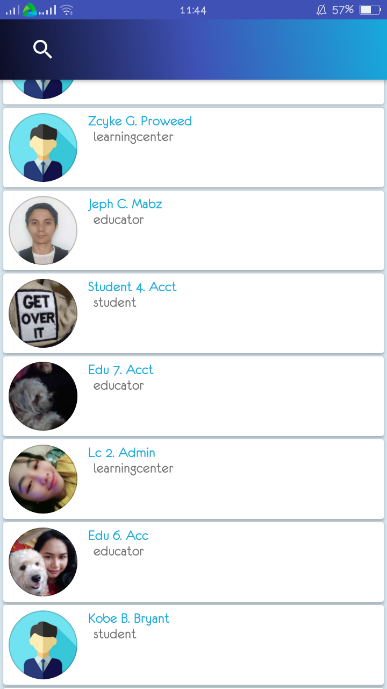 11:44
57%
Zcyke G. Proweed
learningcenter
Jeph C. Mabz
educator
Student 4. Acct
student
GET
OVER
IT
Edu 7. Acct
educator
Lc 2. Admin
learningcenter
Edu 6. Acc
educator
Kobe B. Bryant
student